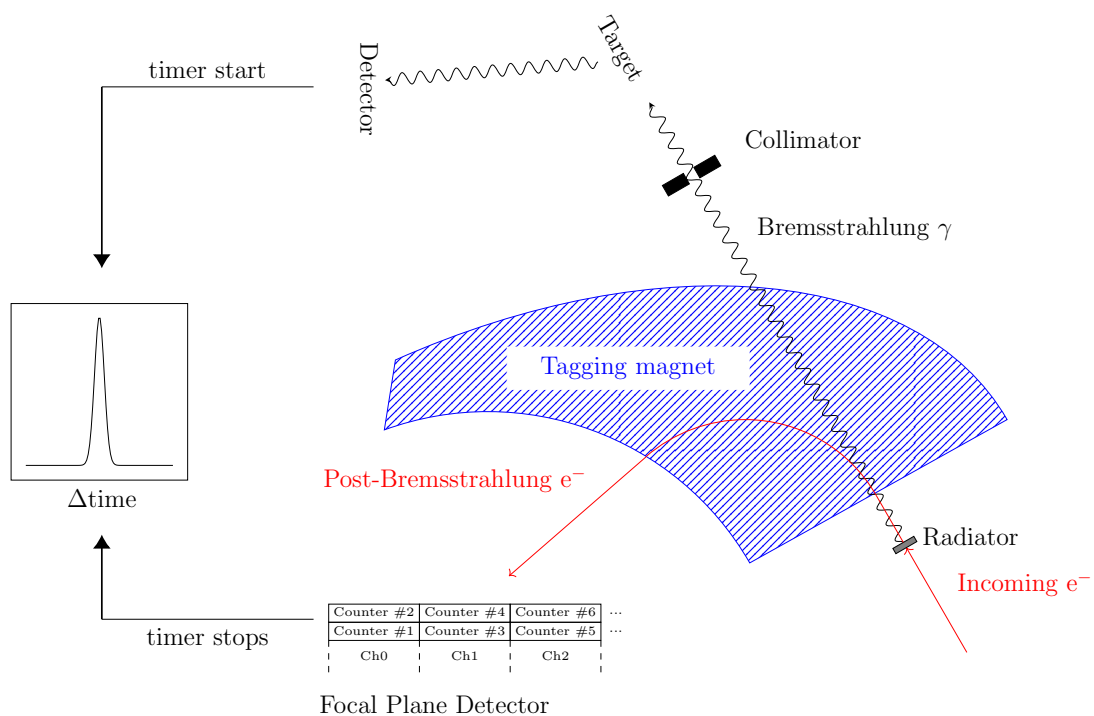 Target
Detector
timer start
Collimator
Bremsstrahlung γ
Tagging magnet
Post-Bremsstrahlung e⁻
Δtime
Radiator
Incoming e⁻
Counter #2 Counter #4 Counter #6 ...
Counter #1 Counter #3 Counter #5 ...
timer stops
Ch0 Ch1 Ch2
Focal Plane Detector